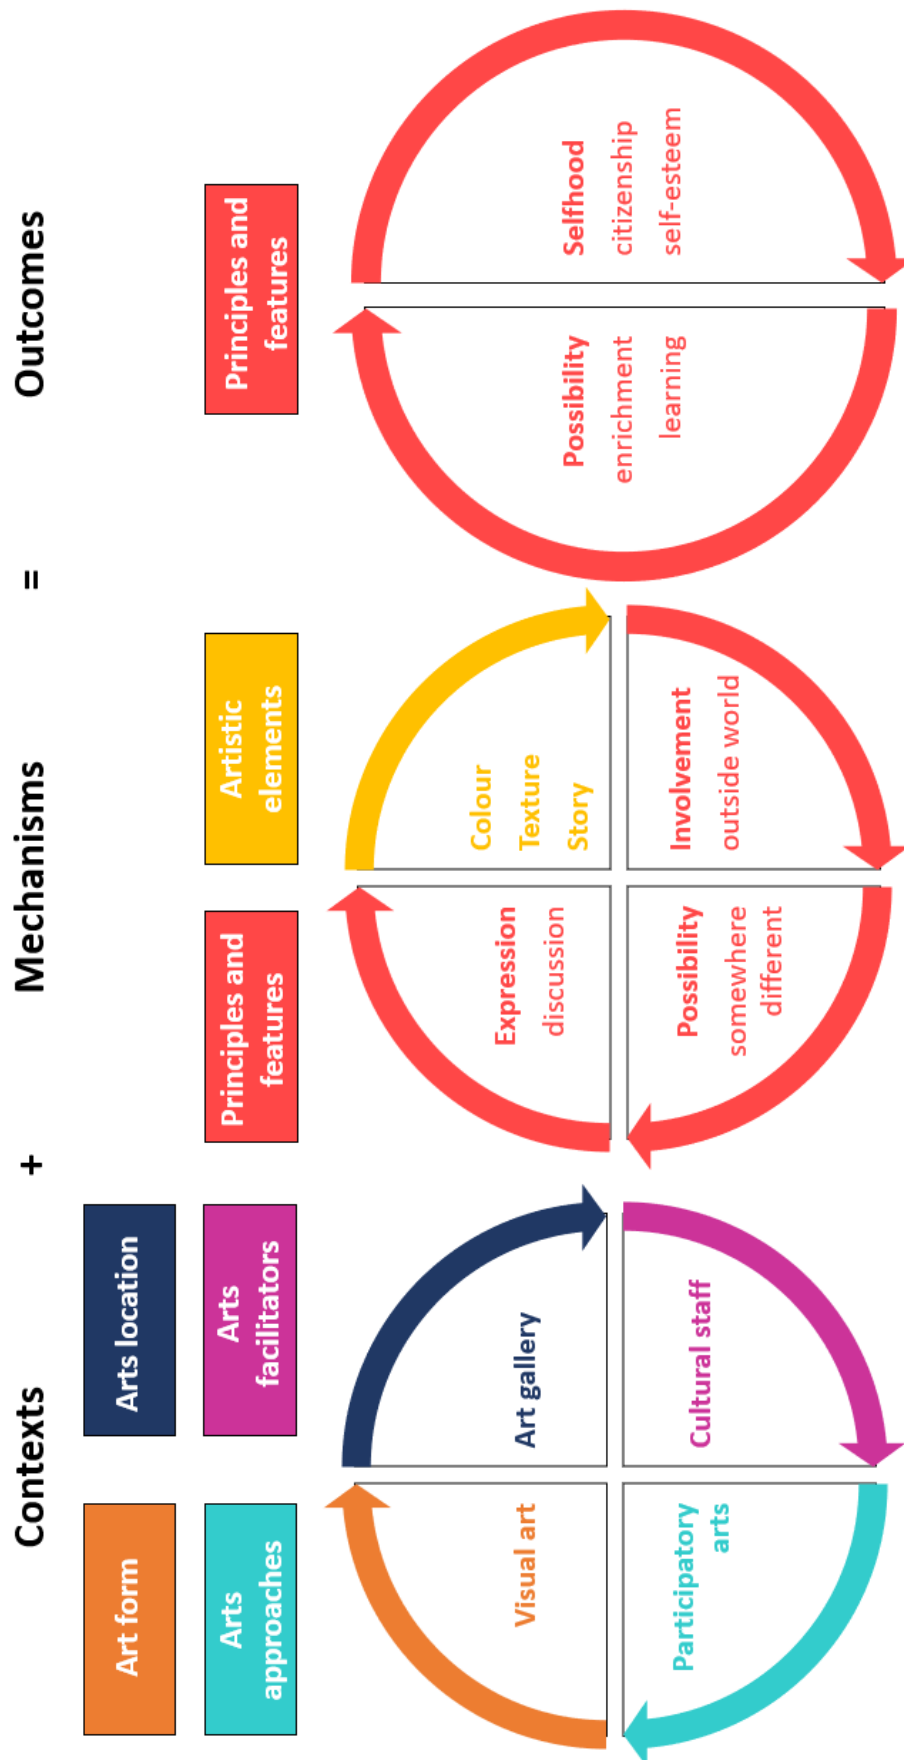 Contexts + Mechanisms = Outcomes
Art form
Arts location
Arts
approaches
Arts
facilitators
Principles and
features
Artistic
elements
Principles and
features
Visual art
Art gallery
Participatory
arts
Cultural staff
Expression
discussion
Colour
Texture
Story
Possibility
somewhere
different
Involvement
outside world
Possibility
enrichment
learning
Selfhood
citizenship
self-esteem